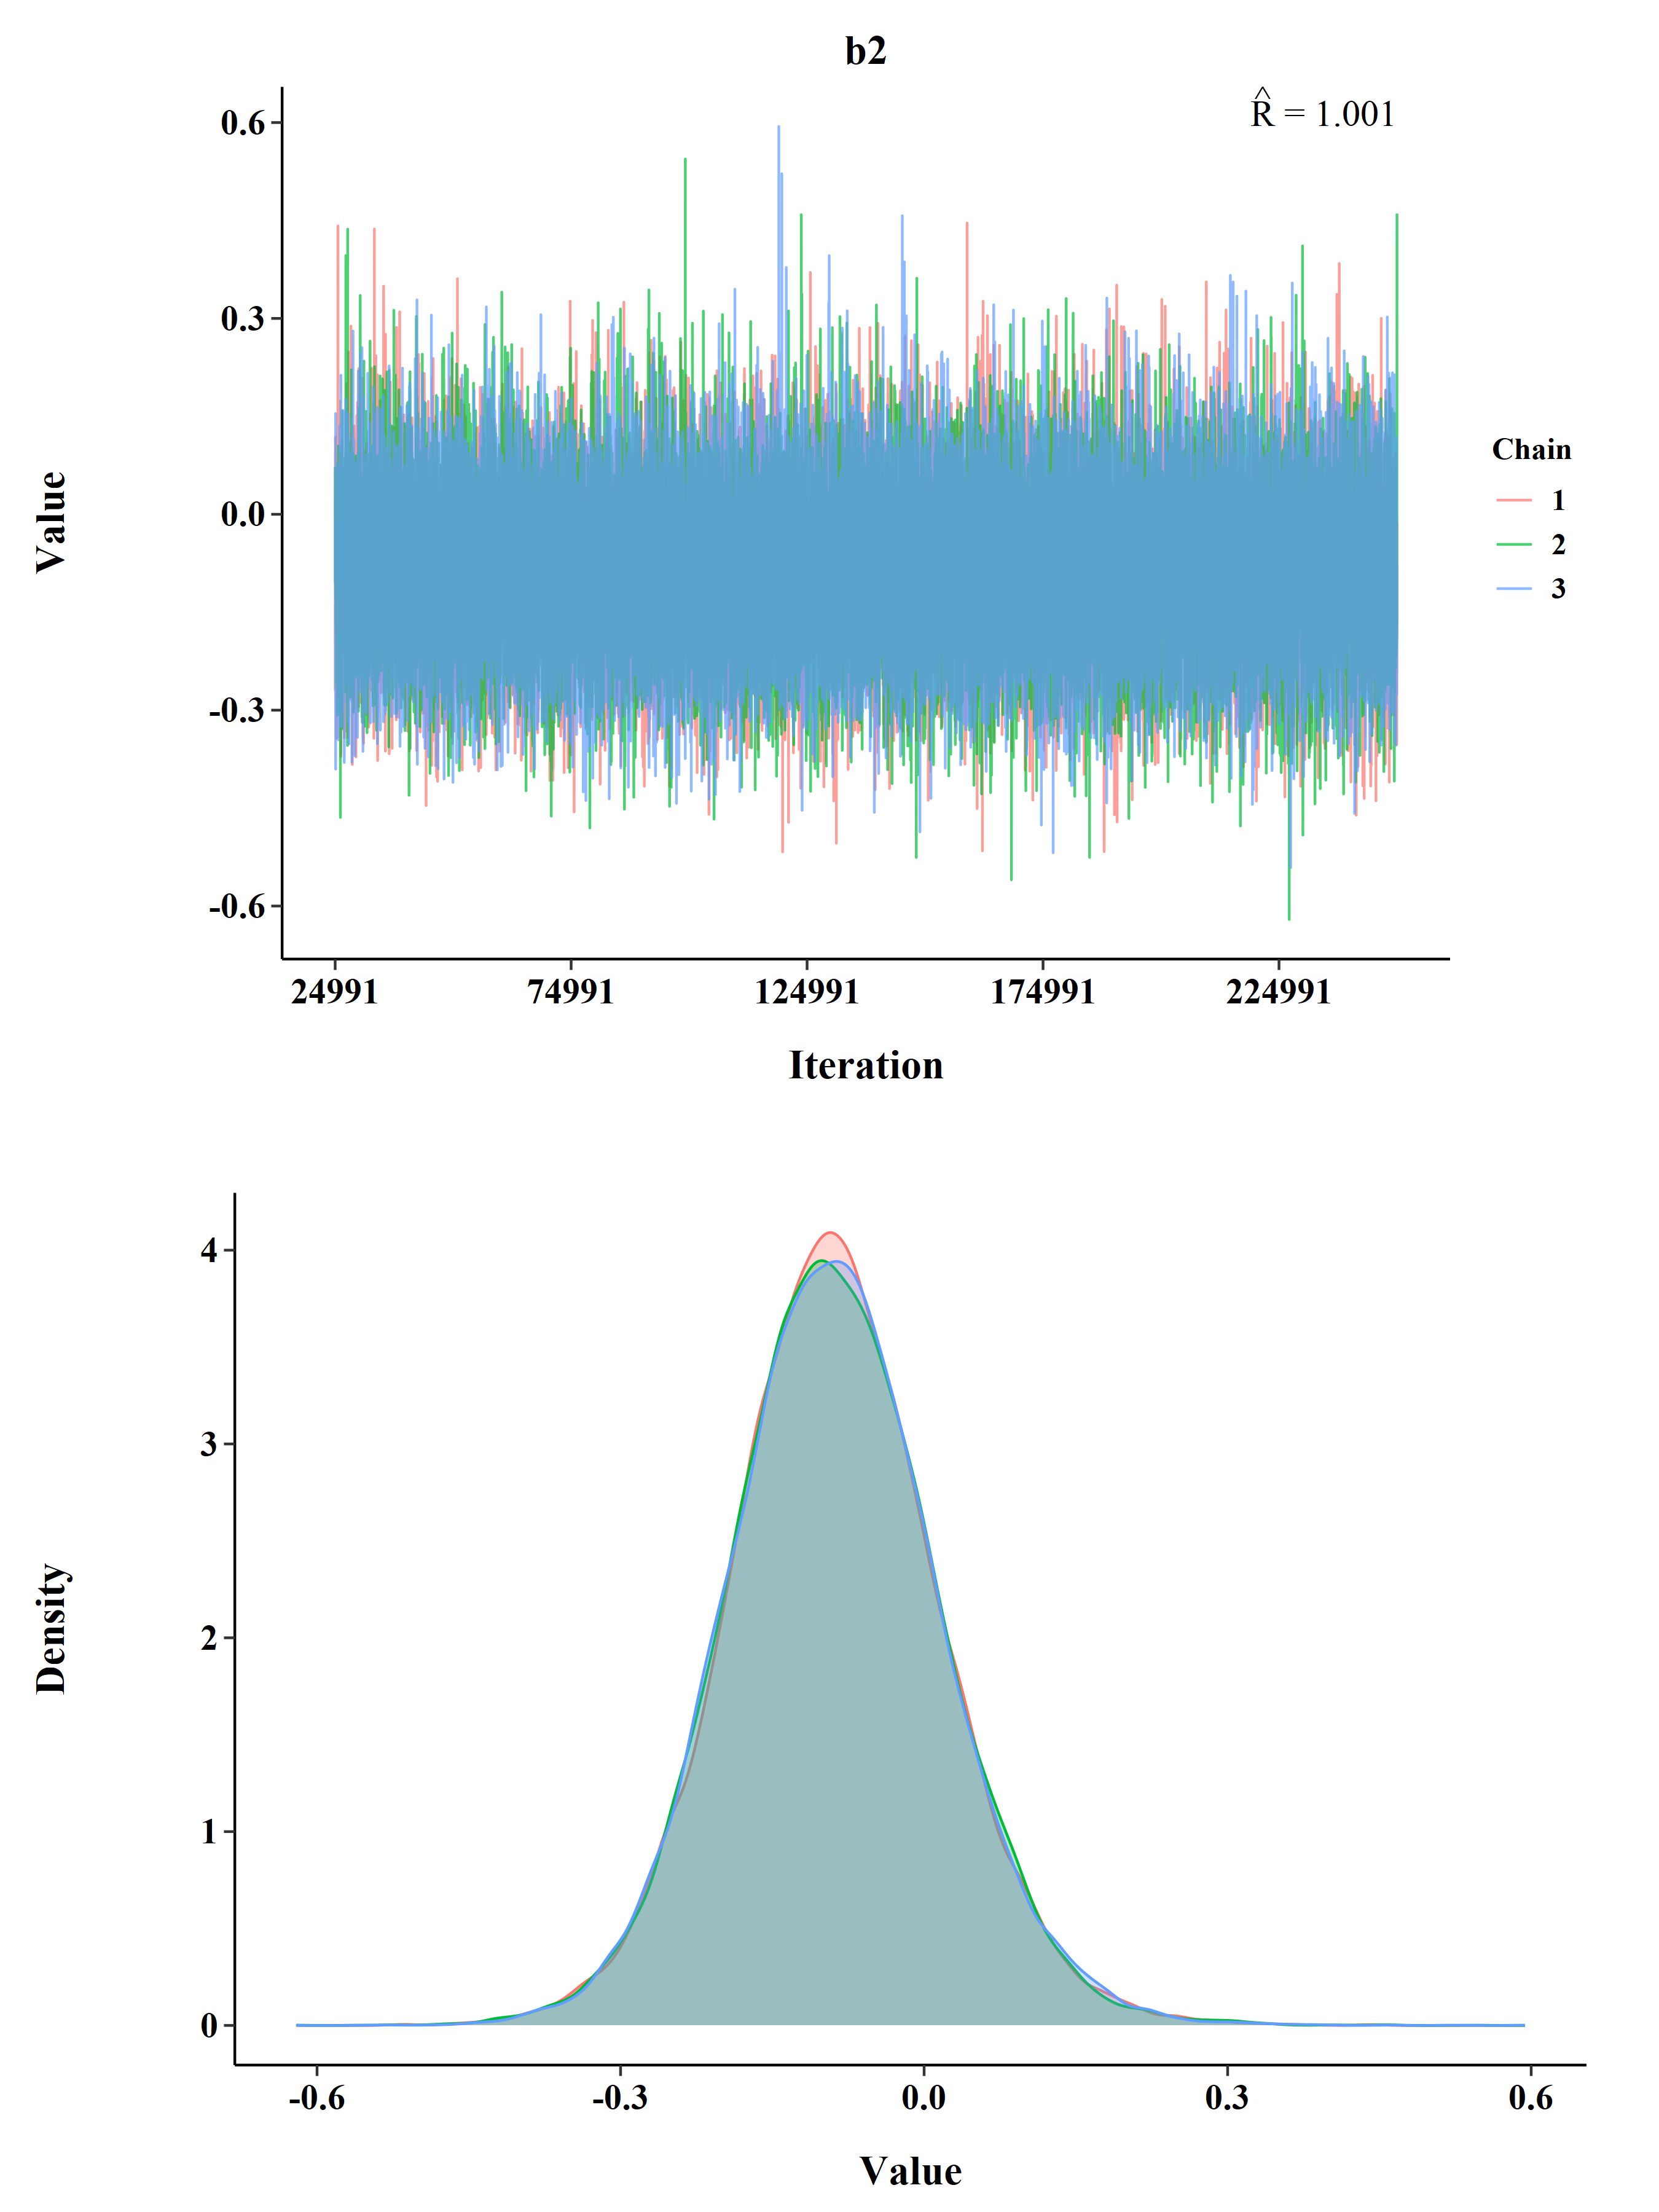 b2
R̂ = 1.001
0.6
0.3
0.0
-0.3
-0.6
Value
24991 74991 124991 174991 224991
Iteration
Chain
1
2
3
4
3
2
1
0
Density
-0.6 -0.3 0.0 0.3 0.6
Value